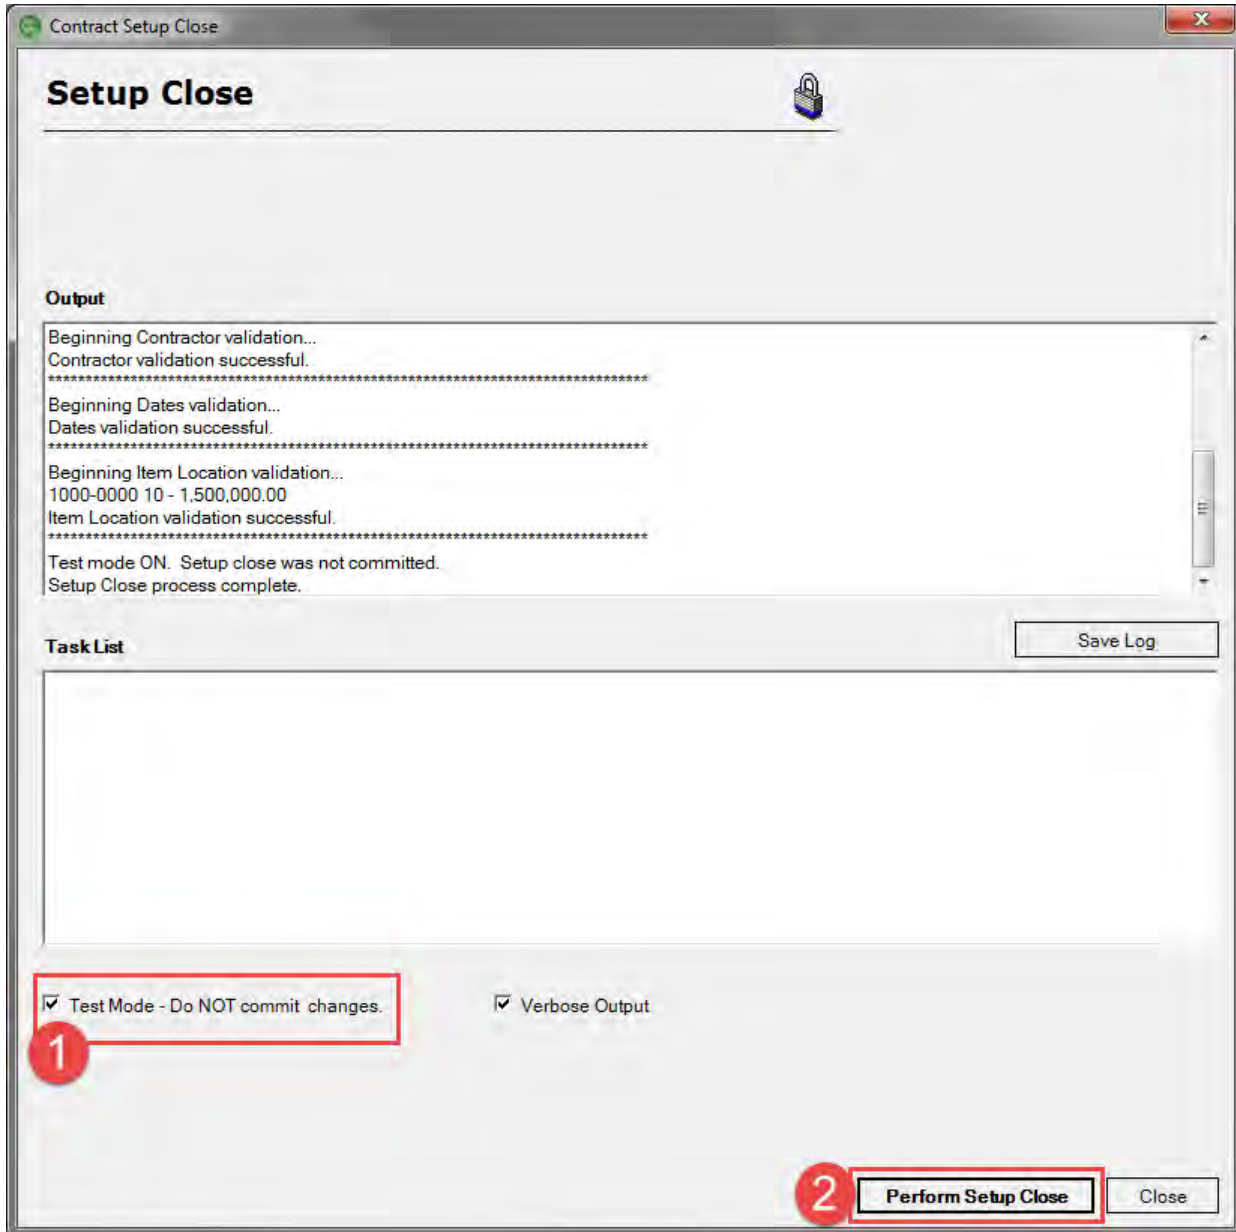 Contract Setup Close
Setup Close
Output
Beginning Contractor validation...
Contractor validation successful.
********************************************************************************
Beginning Dates validation...
Dates validation successful.
********************************************************************************
Beginning Item Location validation...
1000-0000 10 - 1,500,000.00
Item Location validation successful.
********************************************************************************
Test mode ON.  Setup close was not committed.
Setup Close process complete.
Save Log
Task List
Test Mode - Do NOT commit changes.
Verbose Output
1
2
Perform Setup Close
Close